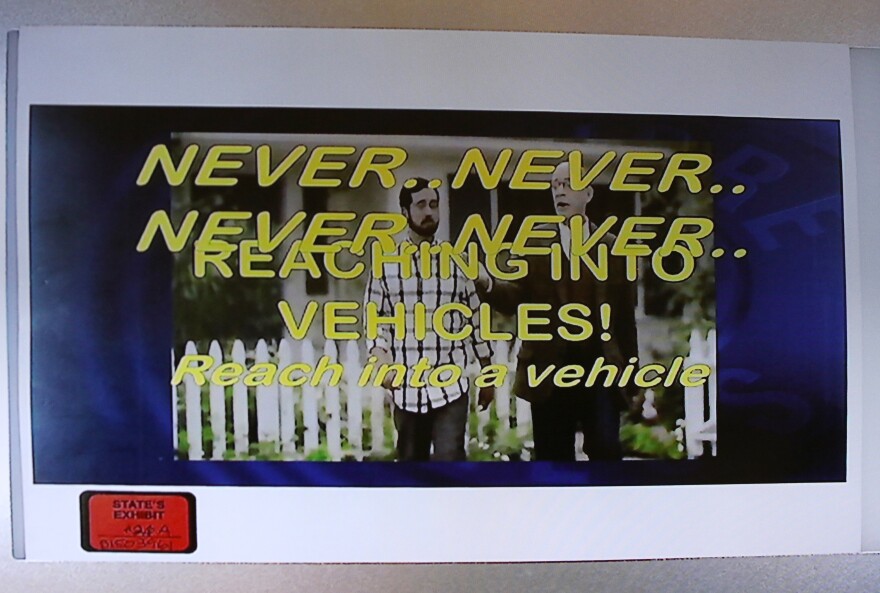 NEVER.. NEVER..
NEVER.. NEVER..
REACHING INTO
VEHICLES!
Reach into a vehicle
STATE'S
EXHIBIT